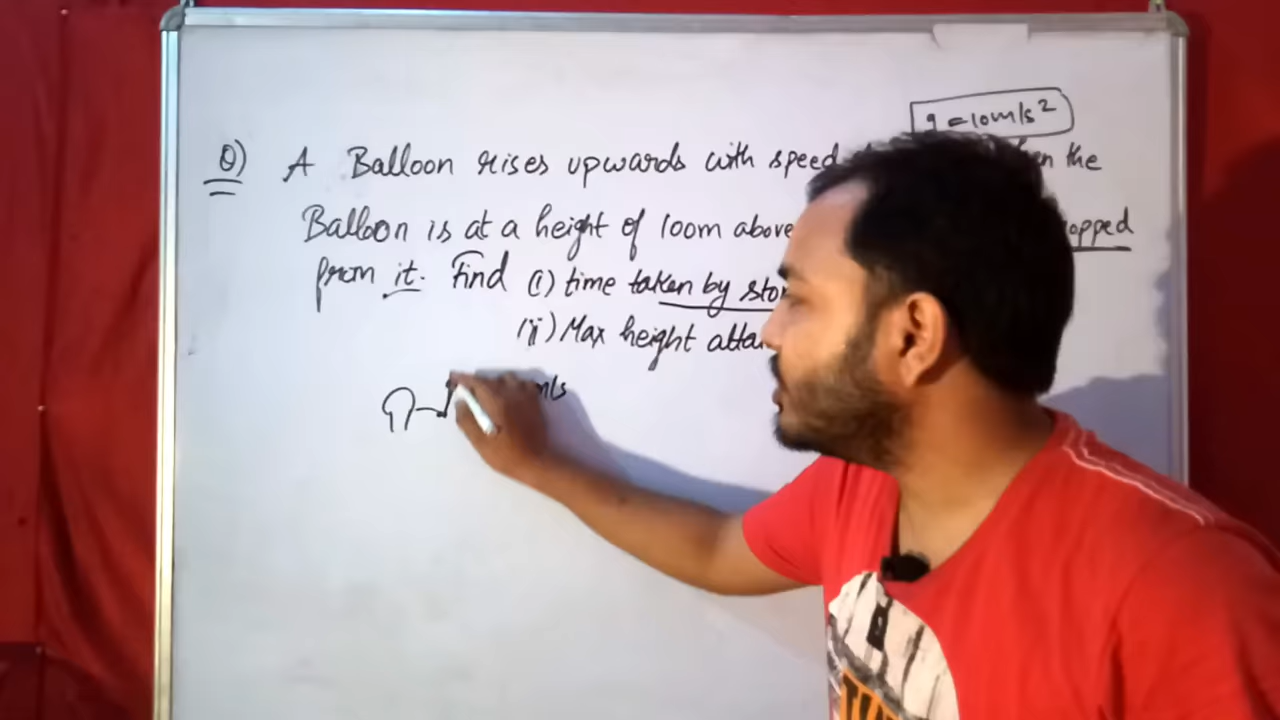 g = 10 m/s²
Q) A Balloon rises upwards with speed the
Balloon is at a height of 100m above opped
from it. Find (i) time taken by sto
(ii) Max height atta
m/s